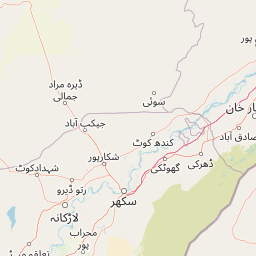 پور
ڈیرہ مراد
جمالی
سوئی
یار خان
جیکب آباد
صادق آباد
کندھ کوٹ
شکارپور
گھوٹکی
ڈھرکی
شہدادکوٹ
رتو ڈیرو
سکھر
لاڑکانہ
محراب
پور